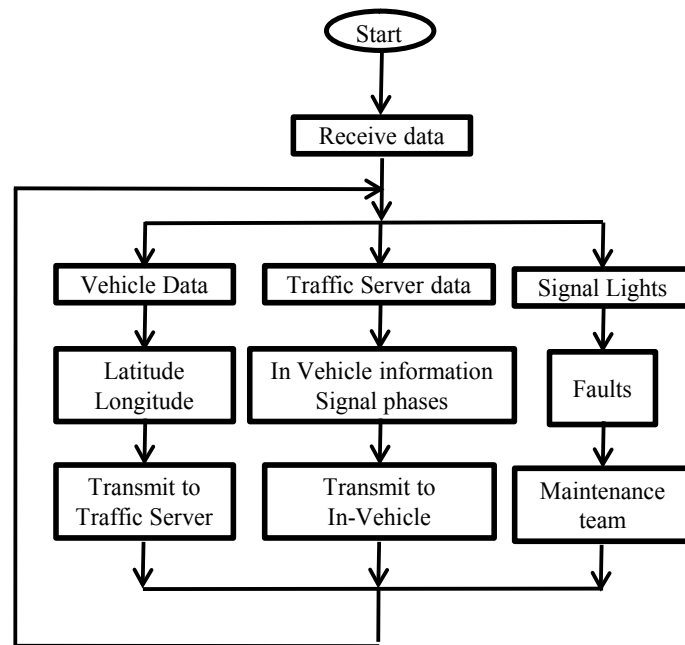 Start
Receive data
Vehicle Data
Traffic Server data
Signal Lights
Latitude
Longitude
In Vehicle information
Signal phases
Faults
Transmit to
Traffic Server
Transmit to
In-Vehicle
Maintenance
team